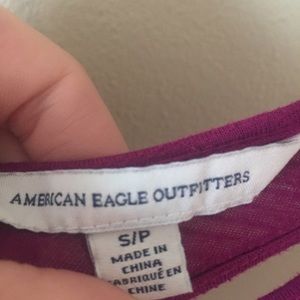 AMERICAN EAGLE OUTFITTERS
S/P
MADE IN
CHINA
FABRIQUÉ EN
CHINE